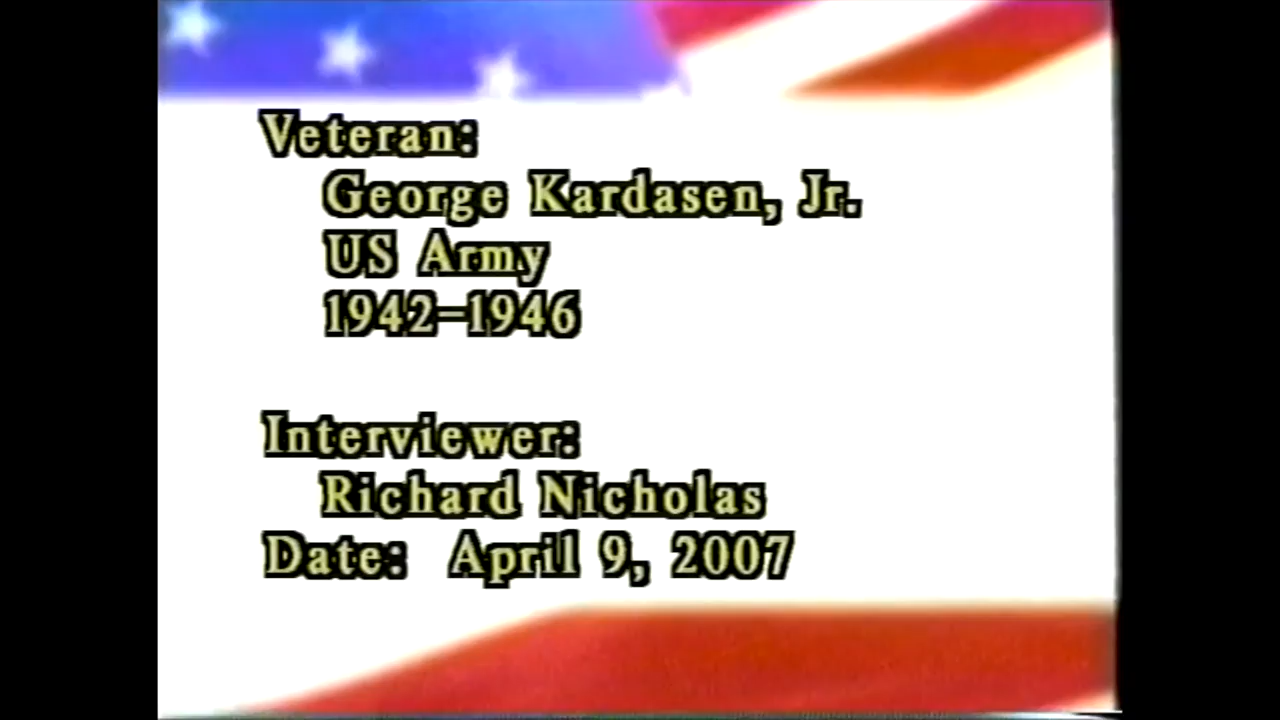 Veteran:
George Kardasen, Jr.
US Army
1942-1946
Interviewer:
Richard Nicholas
Date: April 9, 2007